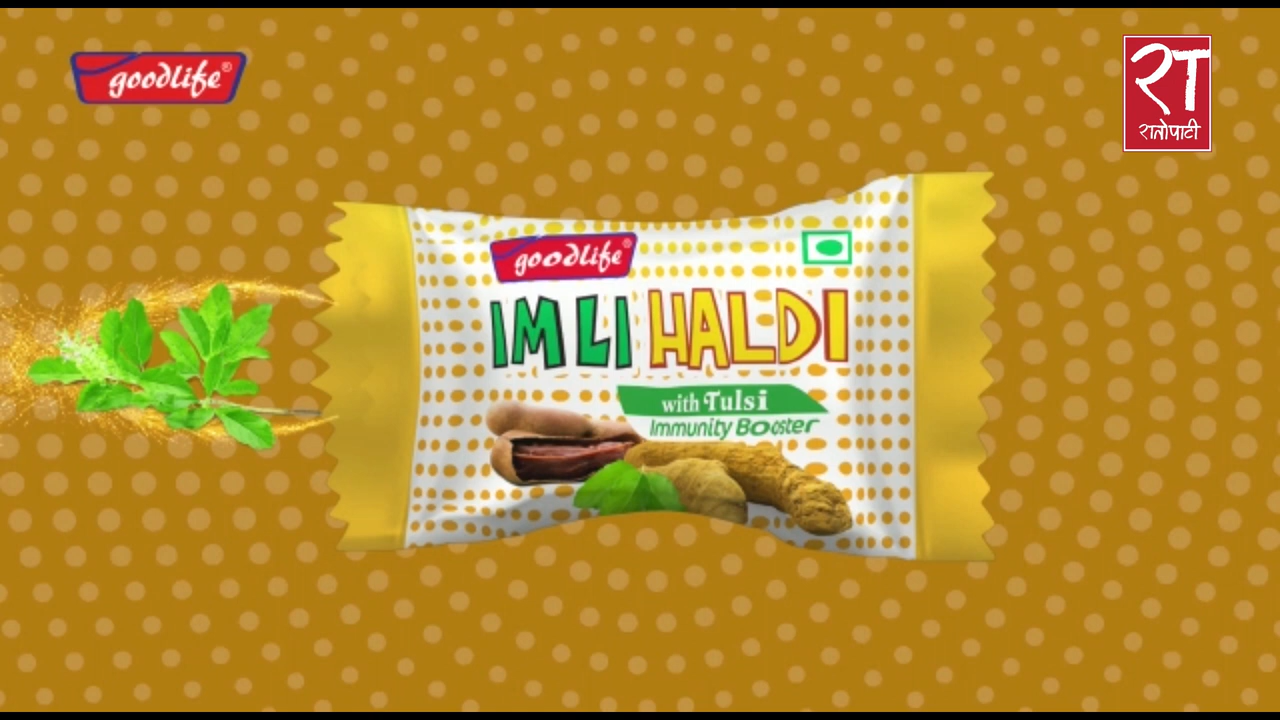 goodlife®
रा
रातोपाटी
goodlife®
IMLI HALDI
with Tulsi
Immunity Booster